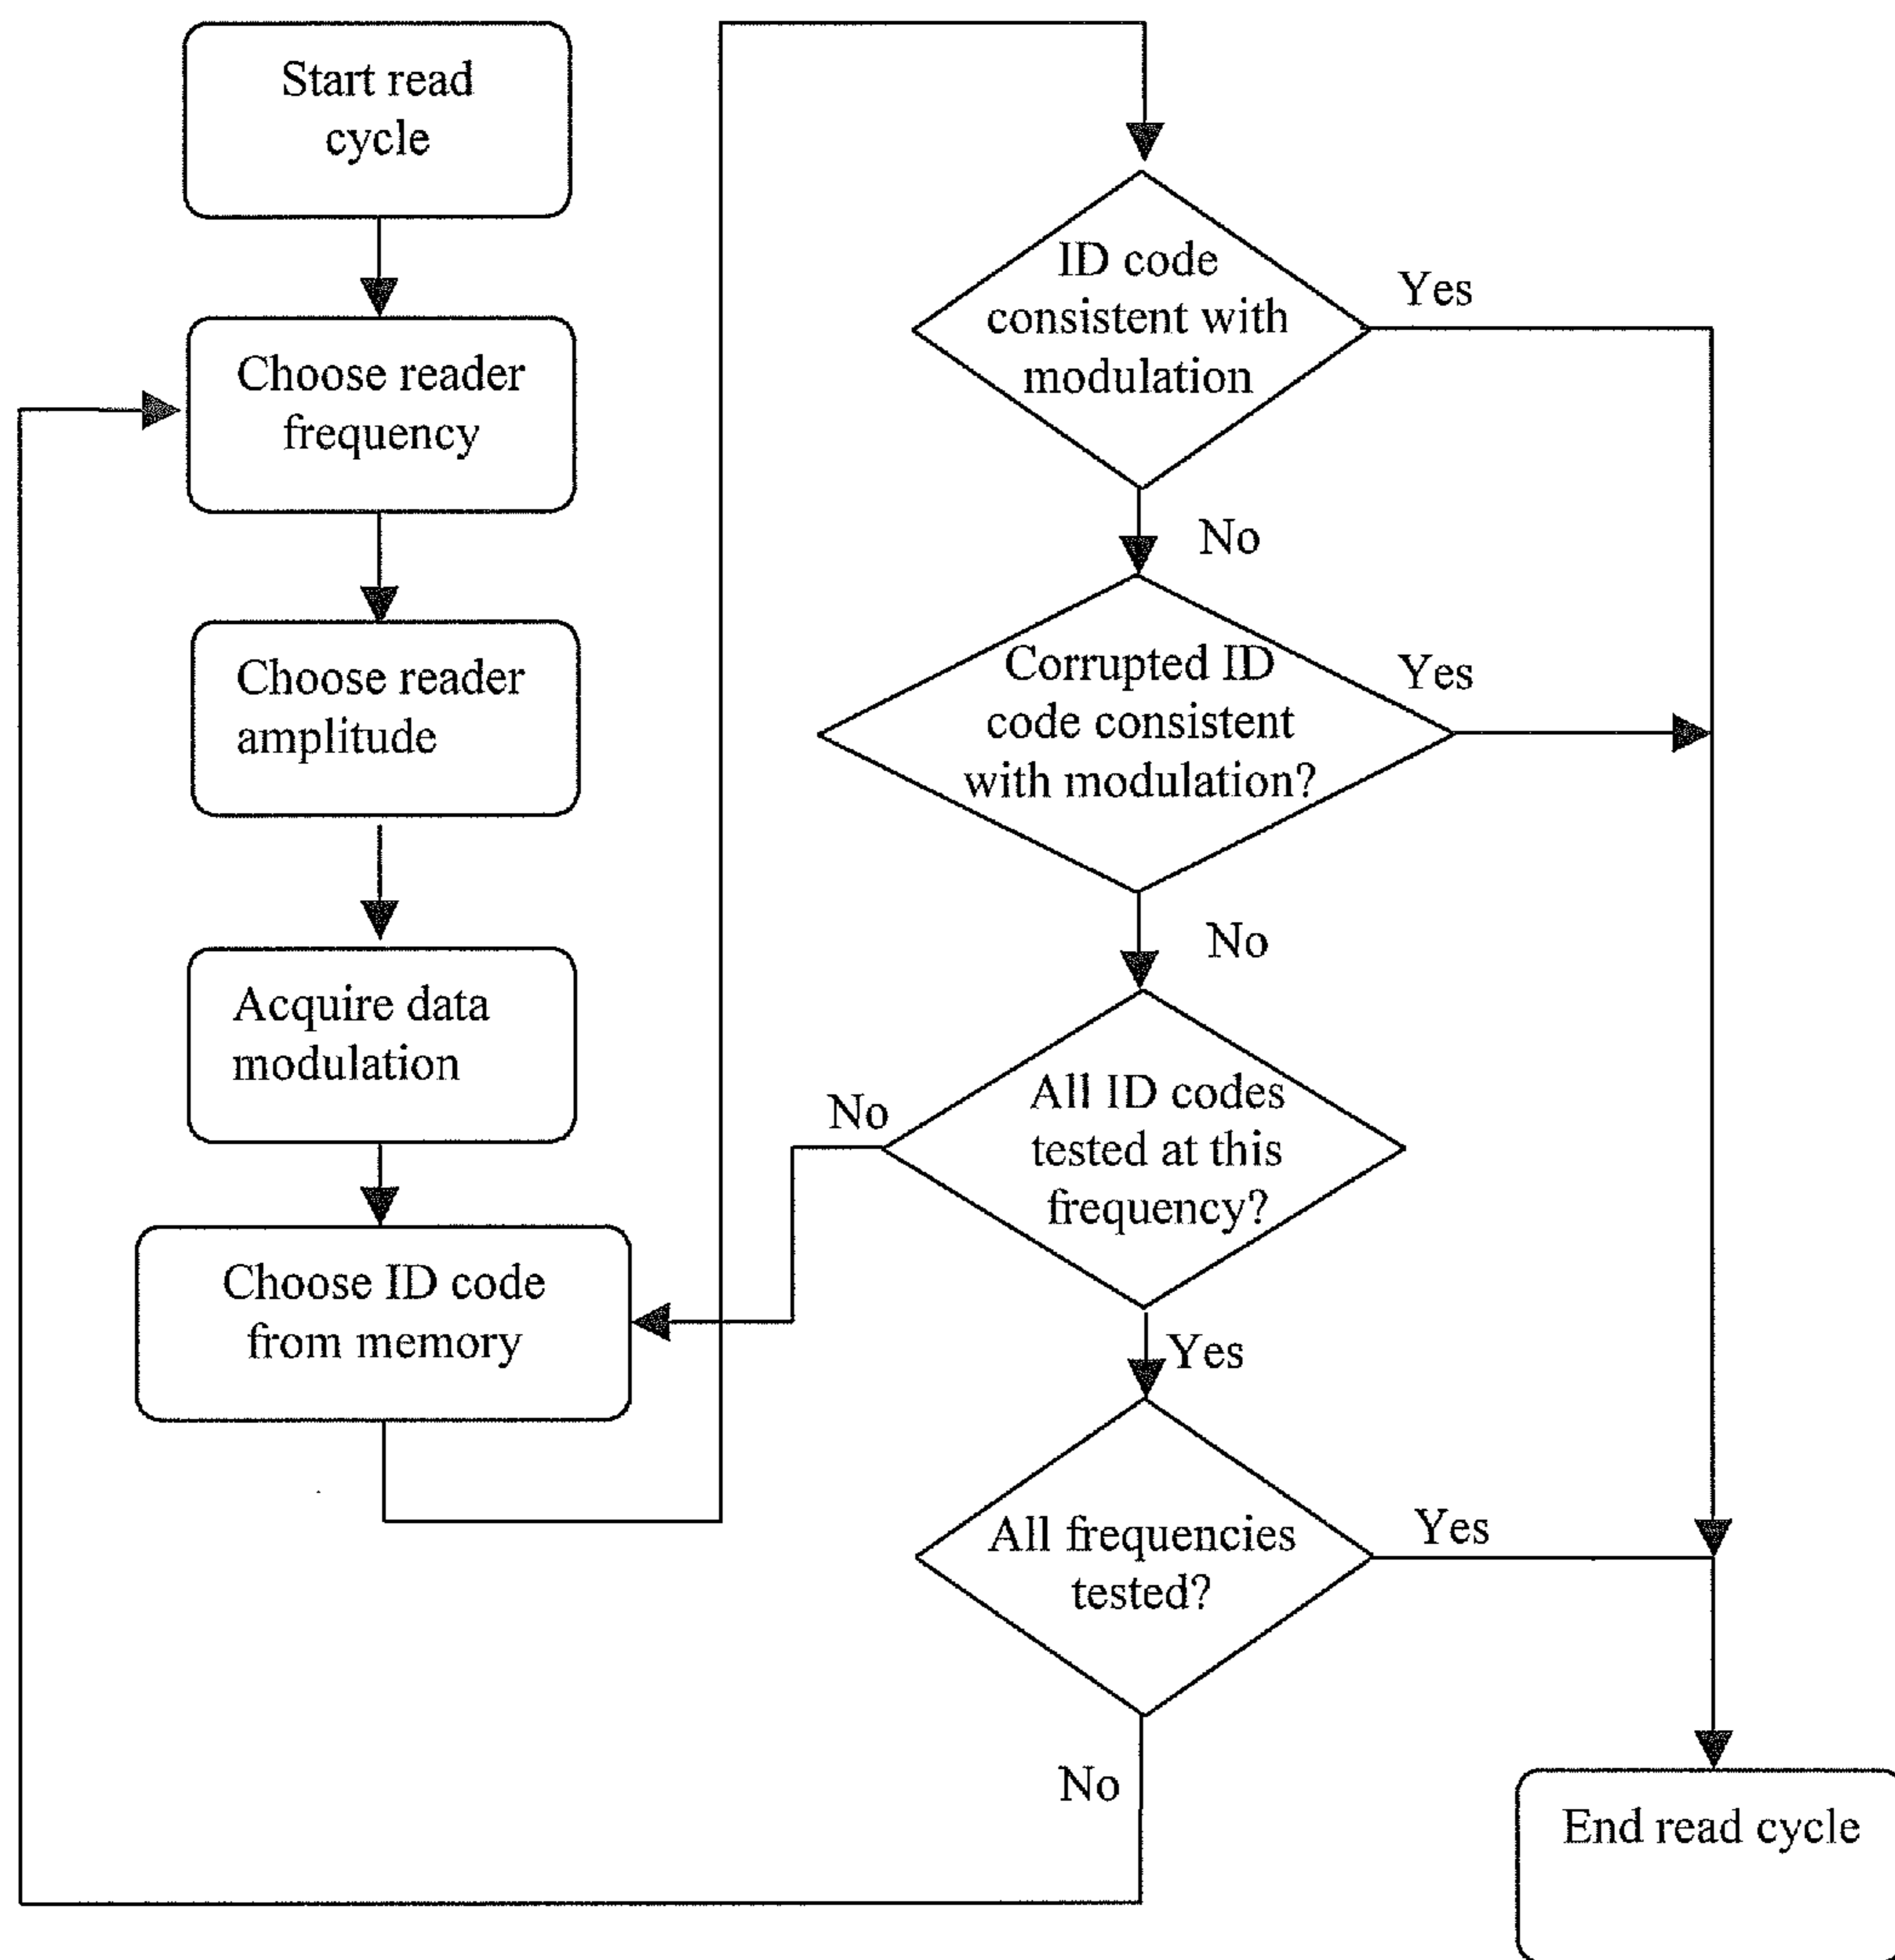 Start read
cycle
Choose reader
frequency
Choose reader
amplitude
Acquire data
modulation
Choose ID code
from memory
ID code
consistent with
modulation
Yes
No
Corrupted ID
code consistent
with modulation?
Yes
No
All ID codes
tested at this
frequency?
No
Yes
All frequencies
tested?
Yes
No
End read cycle